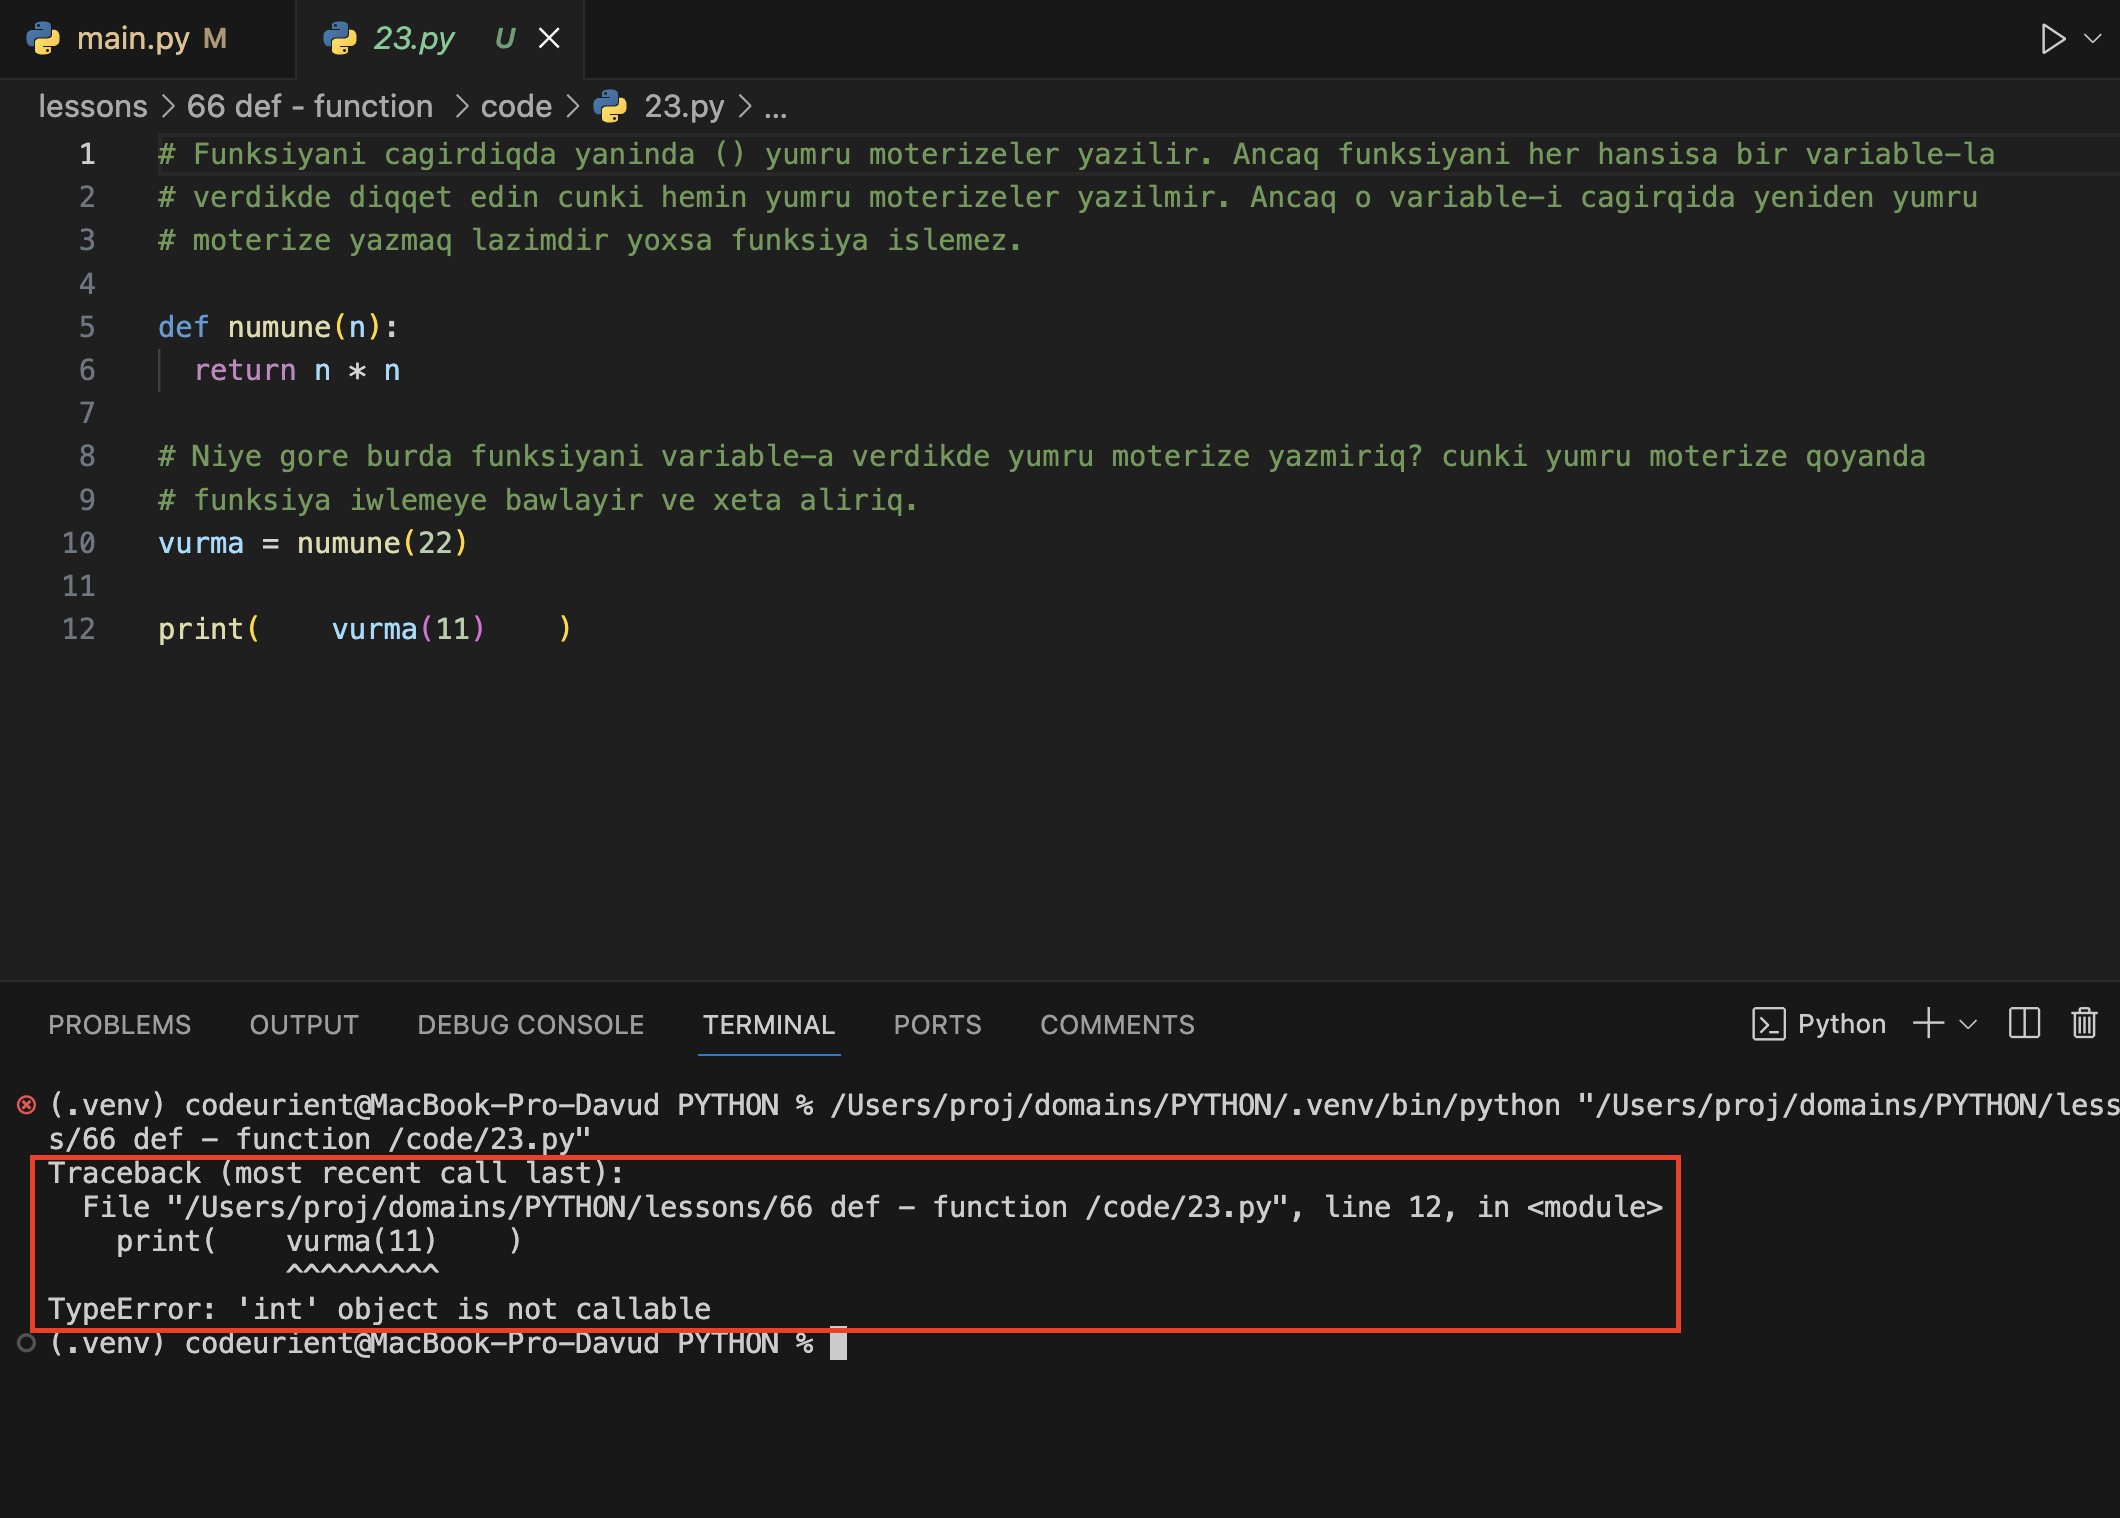 main.py M
23.py U
lessons > 66 def - function > code > 23.py > ...
1 # Funksiyani cagirdiqda yaninda () yumru moterizeler yazilir. Ancaq funksiyani her hansisa bir variable-la
2 # verdikde diqqet edin cunki hemin yumru moterizeler yazilmir. Ancaq o variable-i cagirqida yeniden yumru
3 # moterize yazmaq lazimdir yoxsa funksiya islemez.
4
5 def numune(n):
6   return n * n
7
8 # Niye gore burda funksiyani variable-a verdikde yumru moterize yazmiriq? cunki yumru moterize qoyanda
9 # funksiya iwlemeye bawlayir ve xeta aliriq.
10 vurma = numune(22)
11
12 print(    vurma(11)    )
PROBLEMS OUTPUT DEBUG CONSOLE TERMINAL PORTS COMMENTS Python
(.venv) codeurient@MacBook-Pro-Davud PYTHON % /Users/proj/domains/PYTHON/.venv/bin/python "/Users/proj/domains/PYTHON/less
s/66 def - function /code/23.py"
Traceback (most recent call last):
  File "/Users/proj/domains/PYTHON/lessons/66 def - function /code/23.py", line 12, in <module>
    print(    vurma(11)    )
              ^^^^^^^^^
TypeError: 'int' object is not callable
(.venv) codeurient@MacBook-Pro-Davud PYTHON %